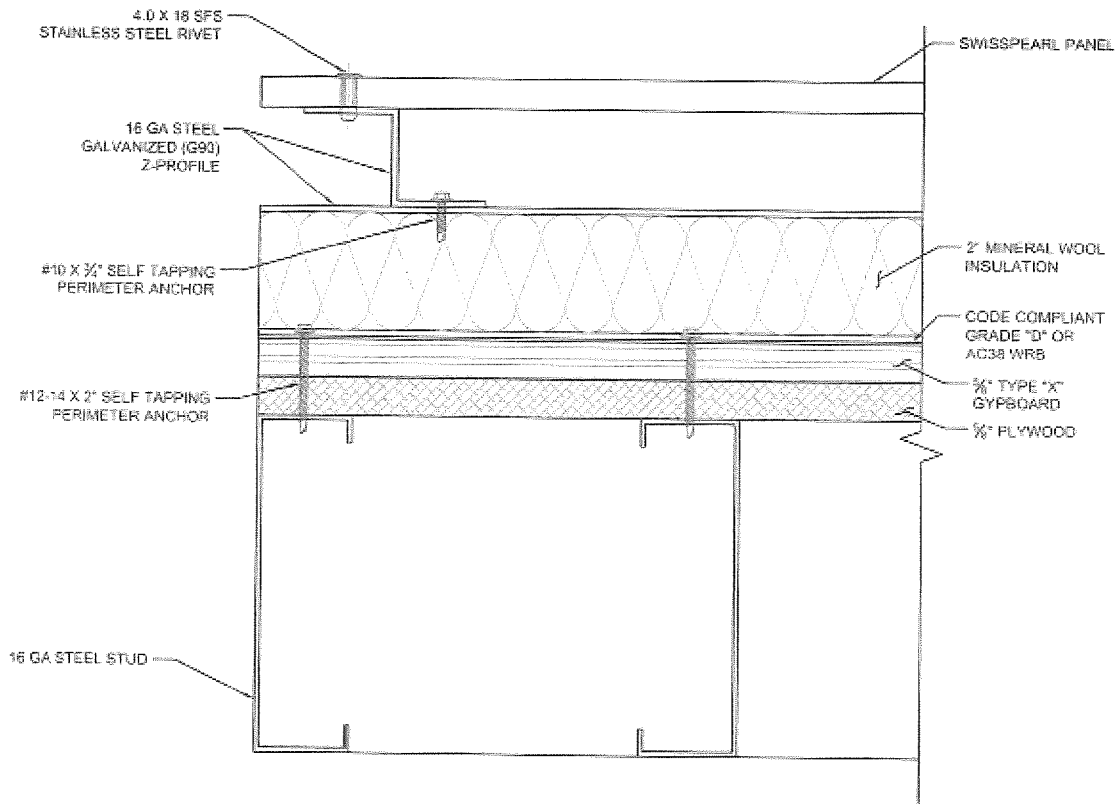 4.0 X 18 SFS
STAINLESS STEEL RIVET
SWISSPEARL PANEL
16 GA STEEL
GALVANIZED (G90)
Z-PROFILE
#10 X ¾" SELF TAPPING
PERIMETER ANCHOR
2" MINERAL WOOL
INSULATION
CODE COMPLIANT
GRADE "D" OR
AC38 WRB
#12-14 X 2" SELF TAPPING
PERIMETER ANCHOR
⅝" TYPE "X"
GYPBOARD
⅝" PLYWOOD
16 GA STEEL STUD